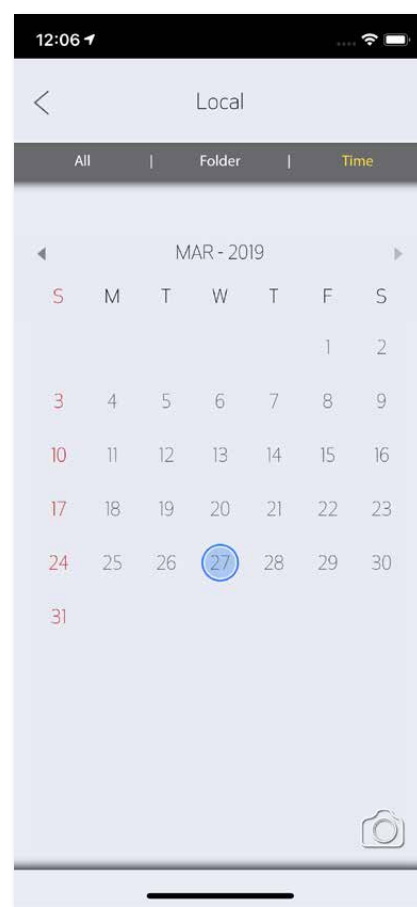 12:06
Local
All | Folder | Time
MAR - 2019
S M T W T F S
1 2
3 4 5 6 7 8 9
10 11 12 13 14 15 16
17 18 19 20 21 22 23
24 25 26 27 28 29 30
31